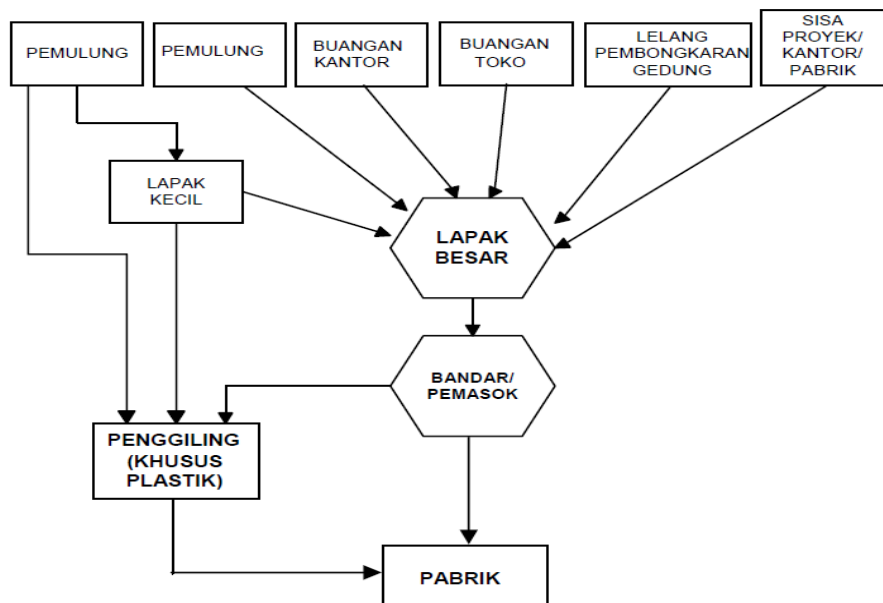 PEMULUNG
PEMULUNG
BUANGAN
KANTOR
BUANGAN
TOKO
LELANG
PEMBONGKARAN
GEDUNG
SISA
PROYEK/
KANTOR/
PABRIK
LAPAK
KECIL
LAPAK
BESAR
BANDAR/
PEMASOK
PENGGILING
(KHUSUS
PLASTIK)
PABRIK